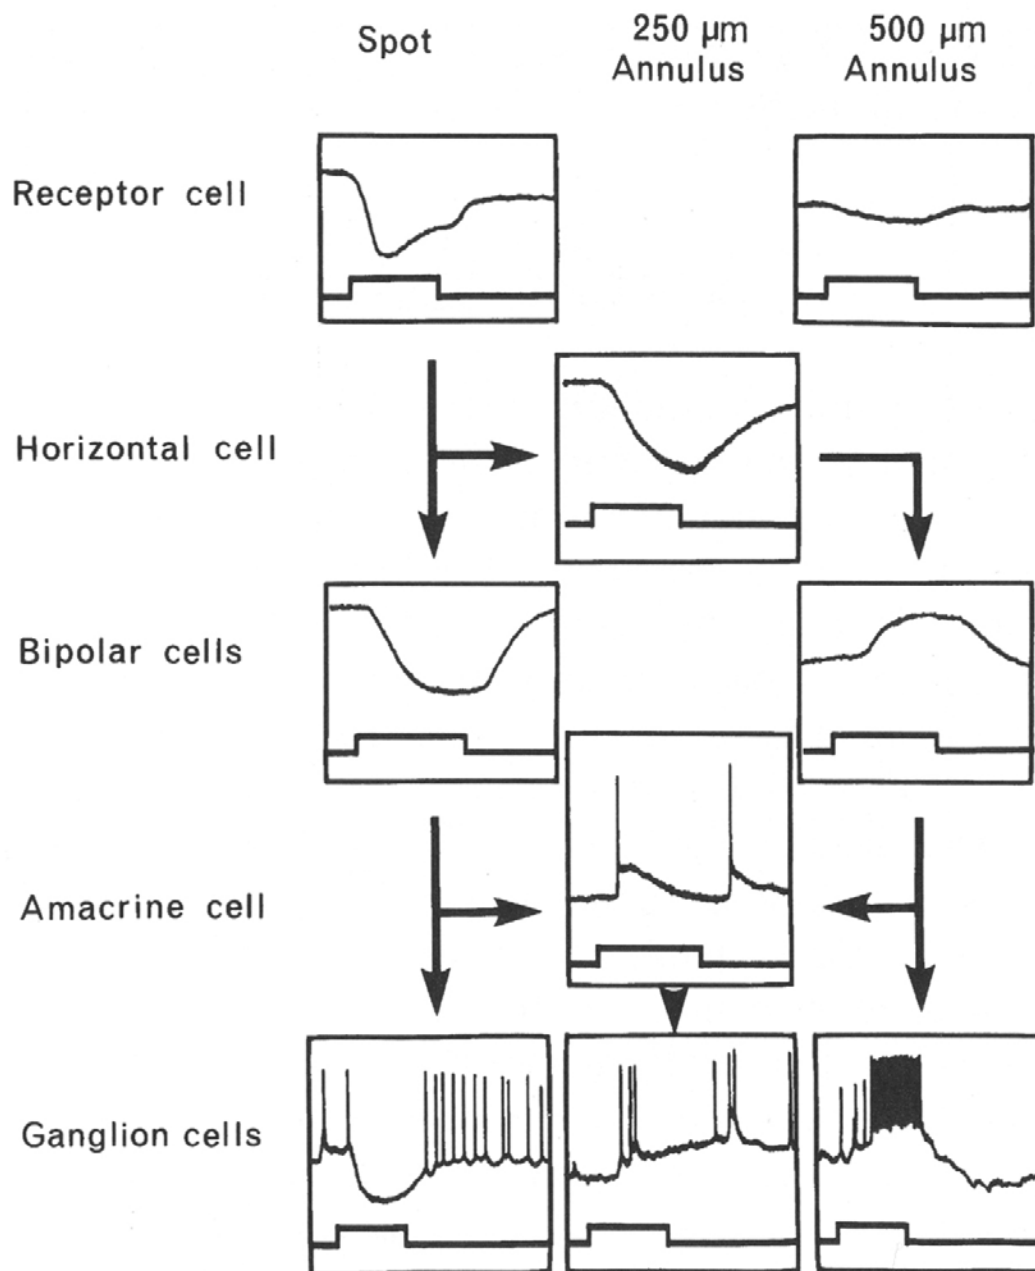 Spot
250 μm
Annulus
500 μm
Annulus
Receptor cell
Horizontal cell
Bipolar cells
Amacrine cell
Ganglion cells